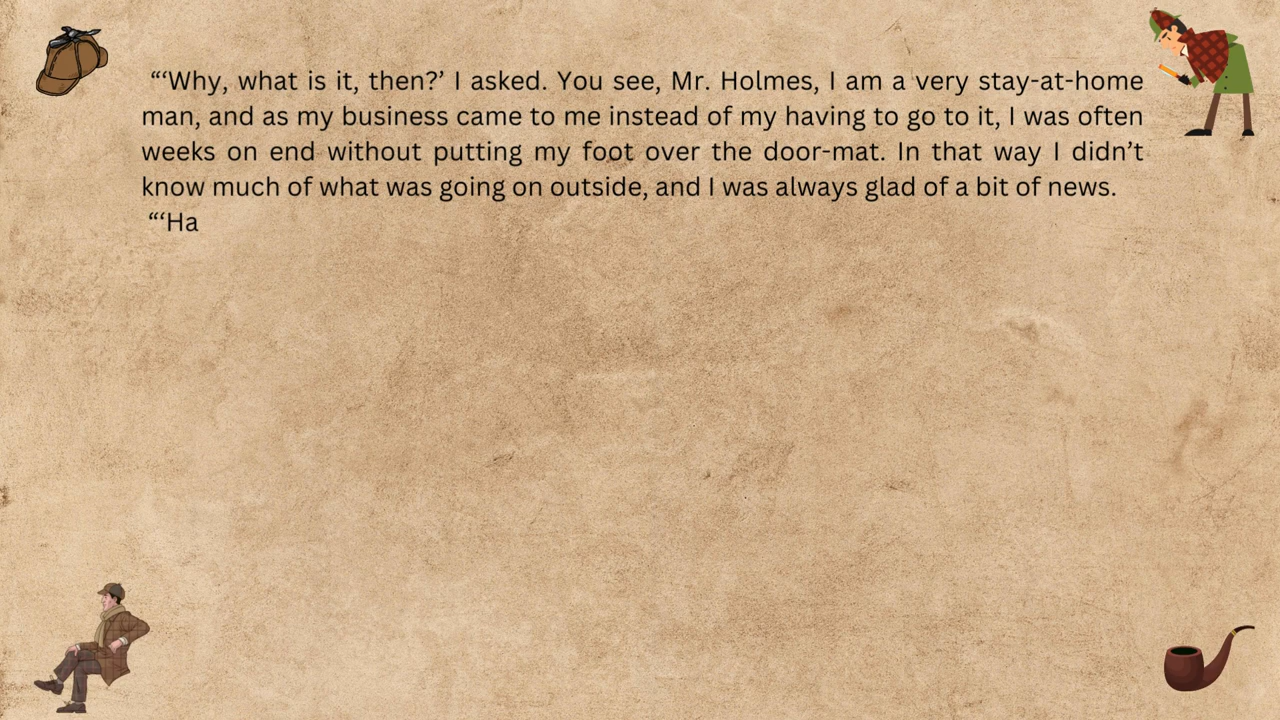 “‘Why, what is it, then?’ I asked. You see, Mr. Holmes, I am a very stay-at-home
man, and as my business came to me instead of my having to go to it, I was often
weeks on end without putting my foot over the door-mat. In that way I didn’t
know much of what was going on outside, and I was always glad of a bit of news.
“‘Ha